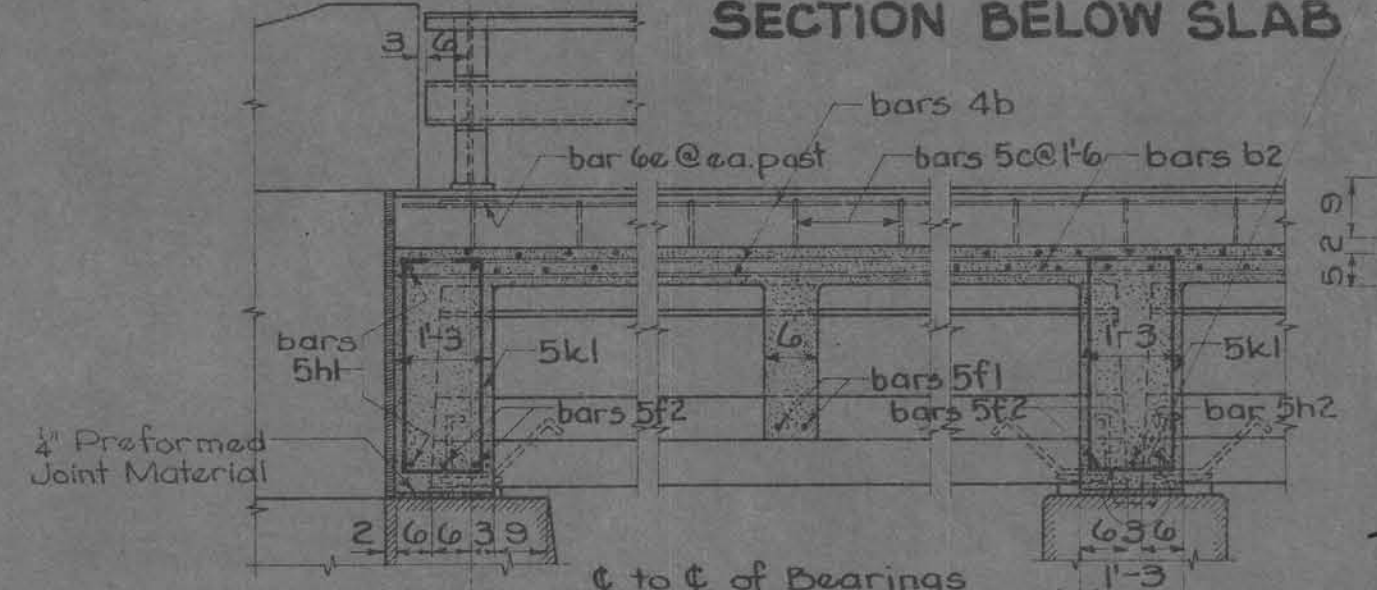 SECTION BELOW SLAB
3 6
bars 4b
bar 6e @ ea. post
bars 5c@1'-6
bars b2
9
2
5
bars
5h1
1'-3
5k1
6
1'-3
5k1
bars 5f1
bars 5f2
bars 5f2
bar 5h2
¼" Preformed
Joint Material
2 6 6 3 9
6 3 6
℄ to ℄ of Bearings
1'-3